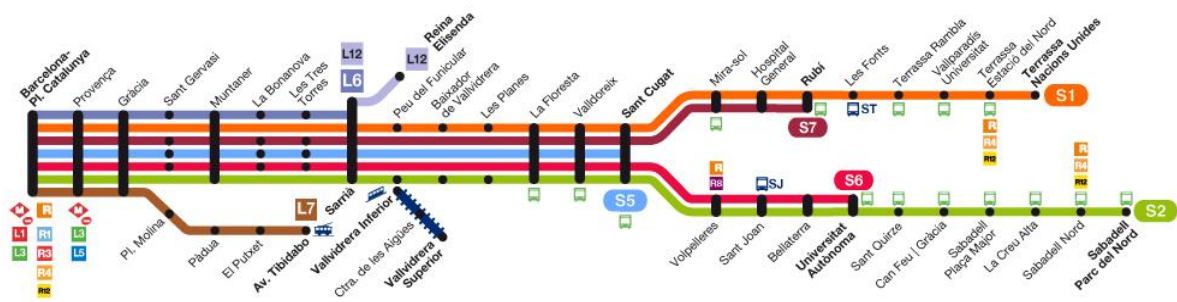 Barcelona-
Pl. Catalunya
Provença
Gràcia
Sant Gervasi
Muntaner
La Bonanova
Les Tres
Torres
L12
L6
L12
Reina
Elisenda
Peu del Funicular
Baixador
de Vallvidrera
Les Planes
La Floresta
Valldoreix
Sant Cugat
Mira-sol
Hospital
General
Rubí
Les Fonts
Terrassa Rambla
Vallparadís
Universitat
Terrassa
Estació del Nord
Terrassa
Nacions Unides
S1
ST
S7
R
R4
R12
R
R8
SJ
S6
R
R4
R12
S5
S2
M
L1
L3
R
R1
R3
R4
R12
M
L3
L5
Pl. Molina
Pàdua
El Putxet
Av. Tibidabo
L7
Sarrià
Vallvidrera Inferior
Ctra. de les Aigües
Vallvidrera
Superior
Volpelleres
Sant Joan
Bellaterra
Universitat
Autònoma
Sant Quirze
Can Feu | Gràcia
Sabadell
Plaça Major
La Creu Alta
Sabadell Nord
Sabadell
Parc del Nord